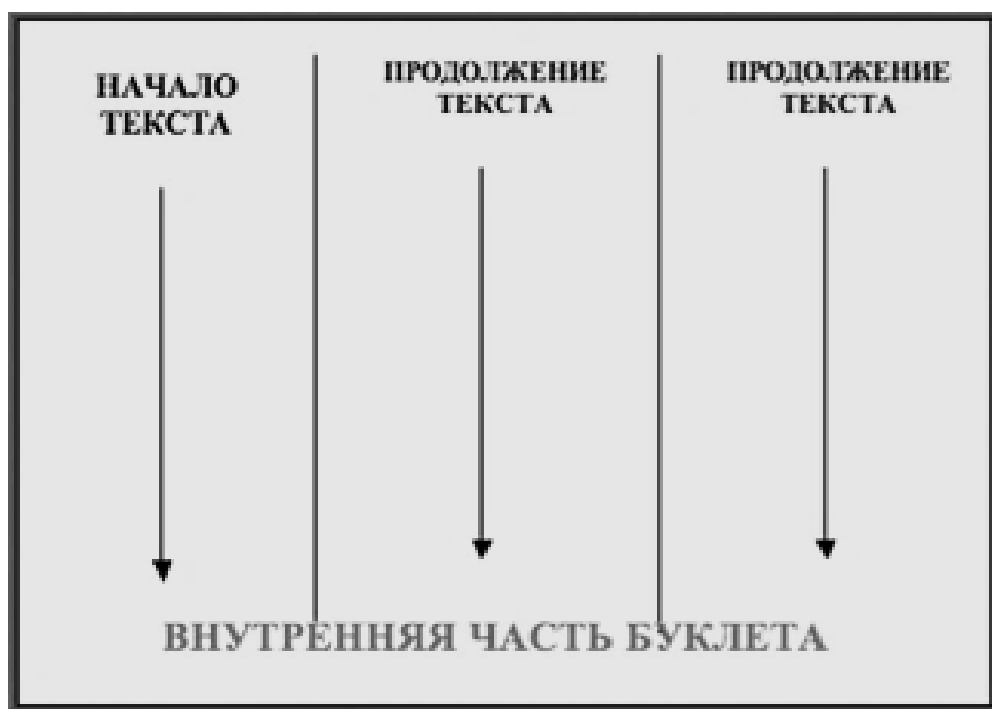 НАЧАЛО
ТЕКСТА
ПРОДОЛЖЕНИЕ
ТЕКСТА
ПРОДОЛЖЕНИЕ
ТЕКСТА
ВНУТРЕННЯЯ ЧАСТЬ БУКЛЕТА